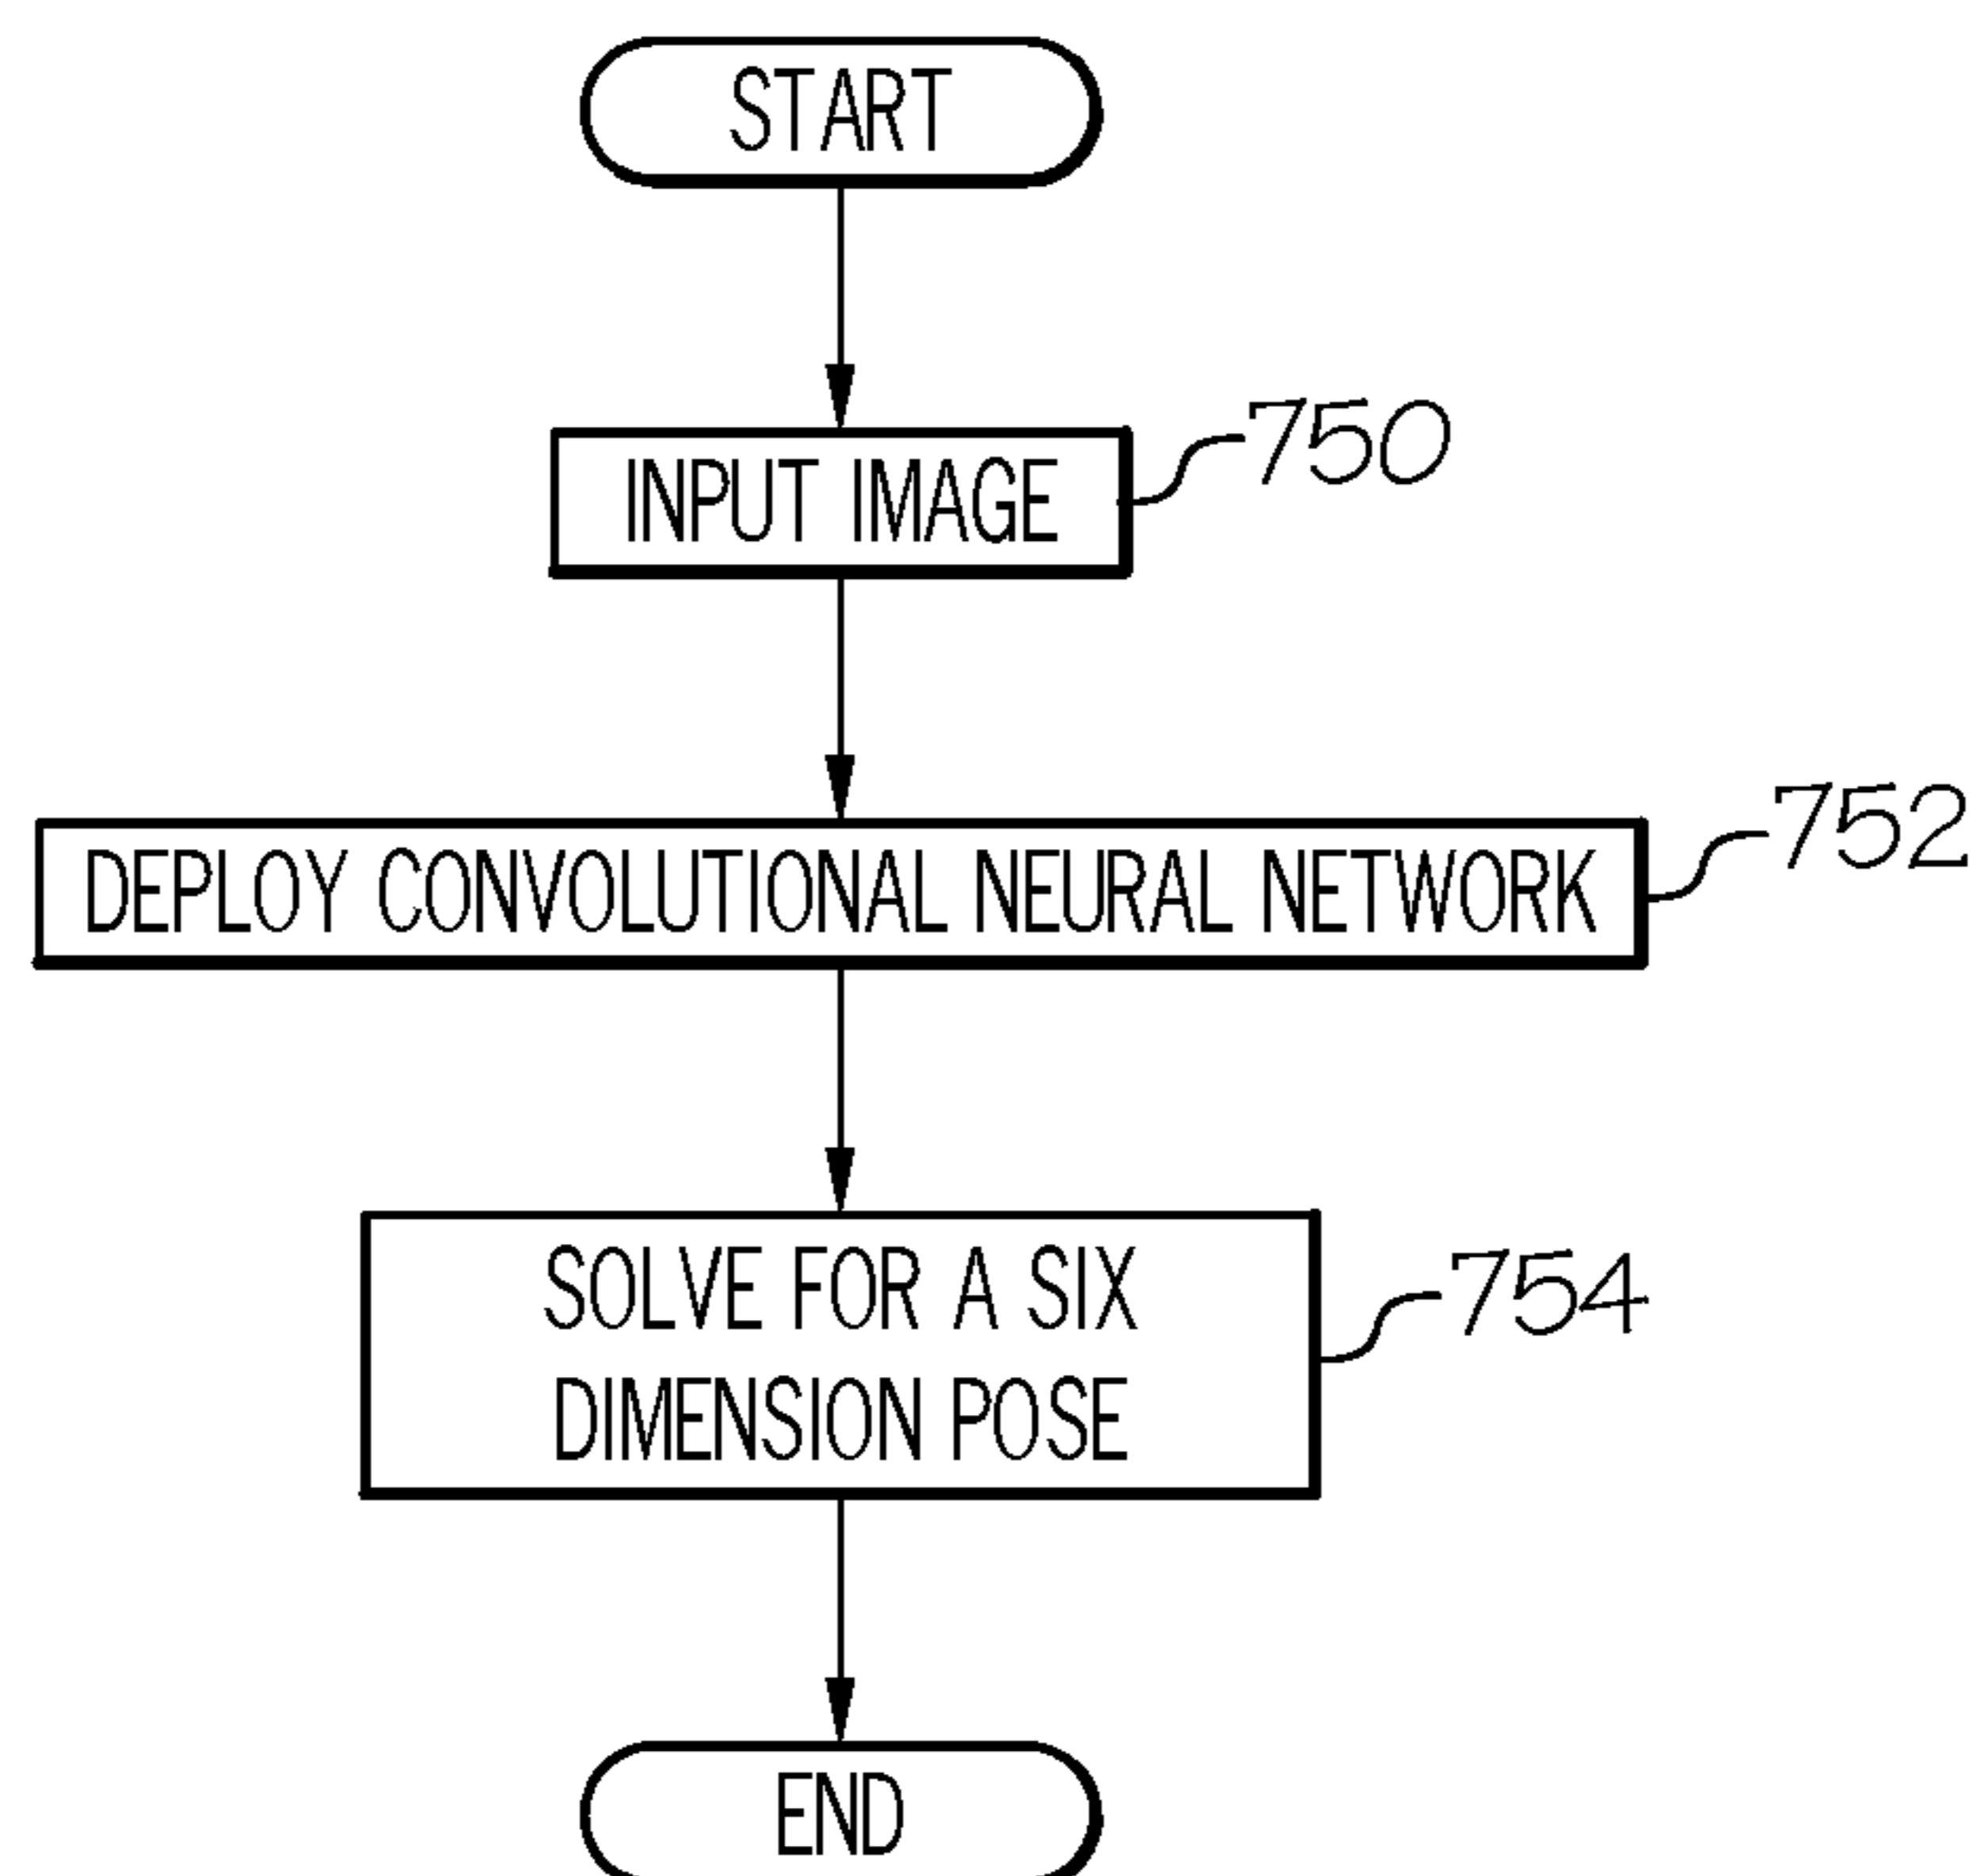 START
INPUT IMAGE
750
DEPLOY CONVOLUTIONAL NEURAL NETWORK
752
SOLVE FOR A SIX
DIMENSION POSE
754
END